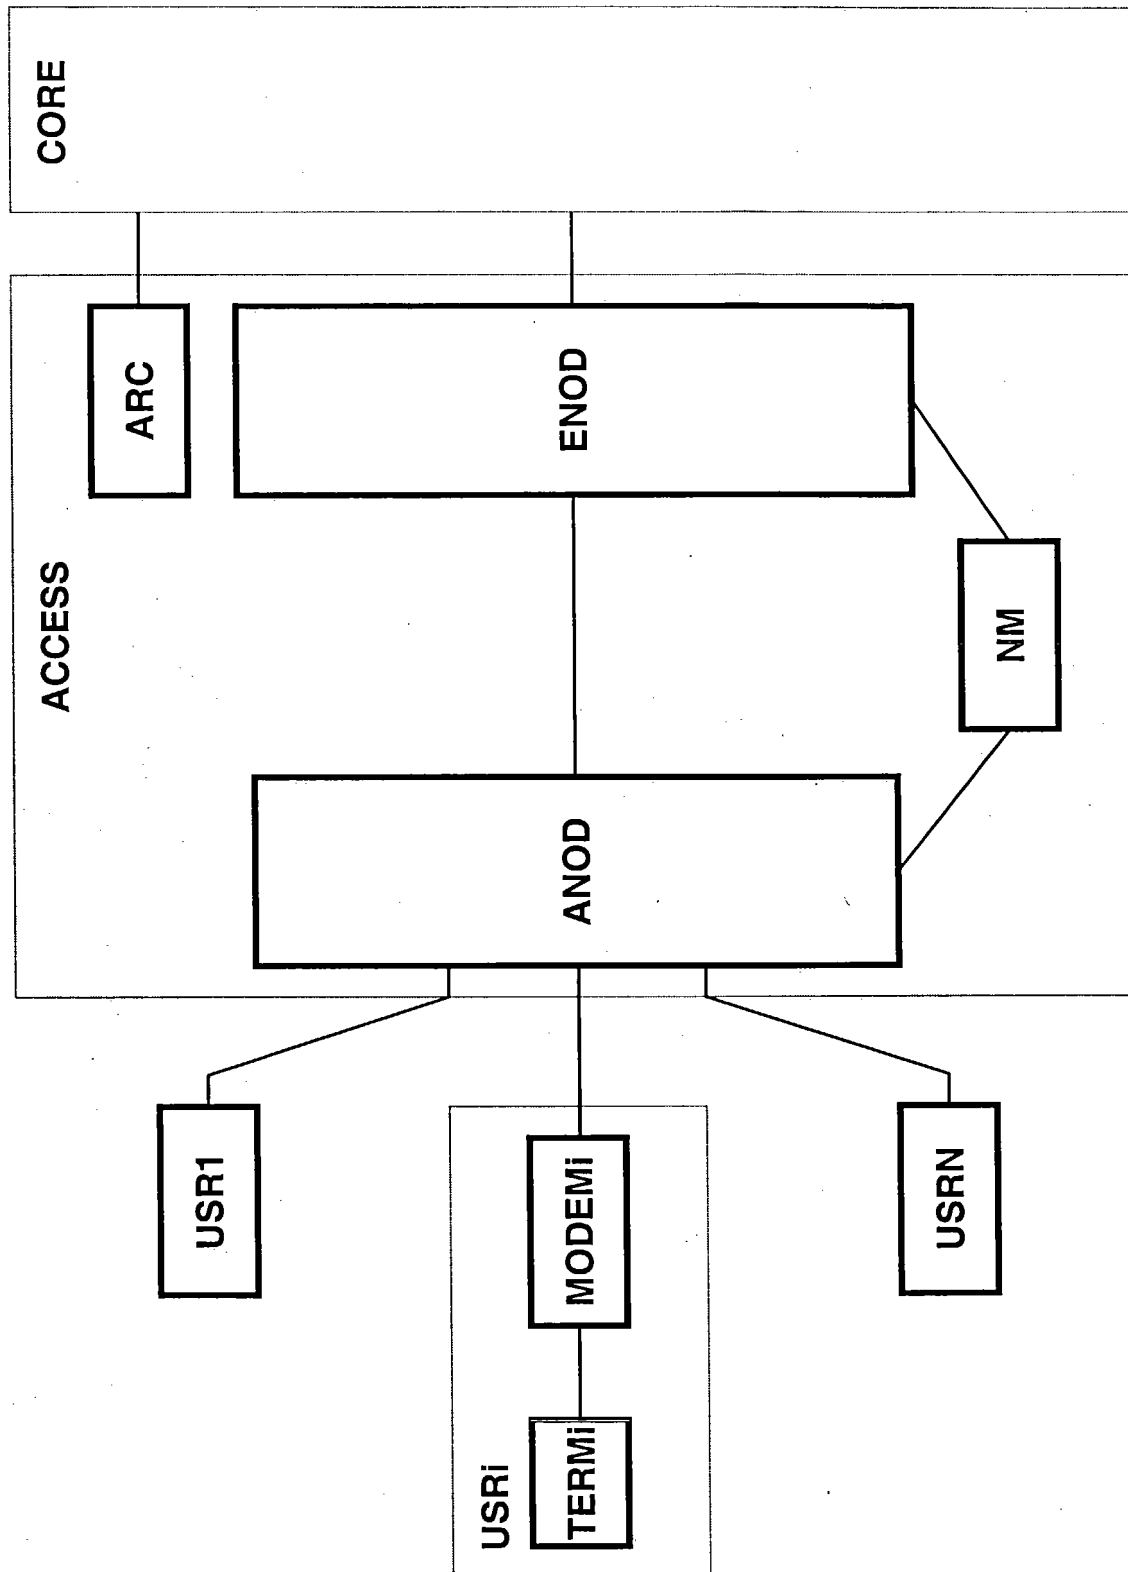 CORE
ACCESS
ARC
ENOD
ANOD
NM
USR1
USRi
TERMi
MODEMi
USRN